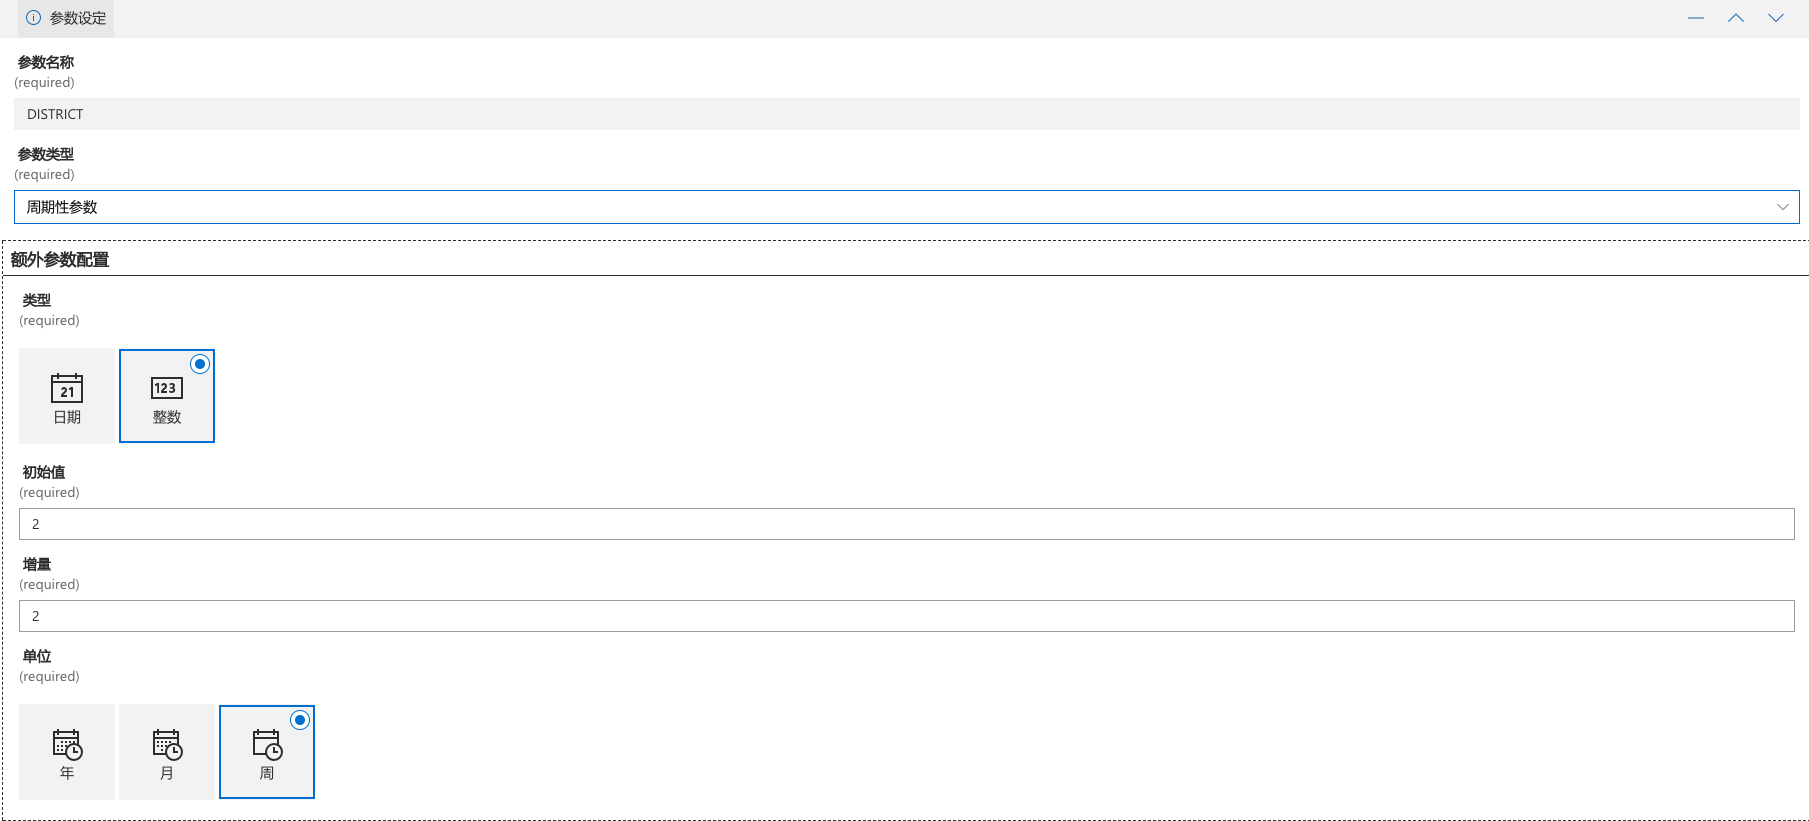 参数设定
参数名称
(required)
DISTRICT
参数类型
(required)
周期性参数
额外参数配置
类型
(required)
21
123
日期
整数
初始值
(required)
2
增量
(required)
2
单位
(required)
年
月
周